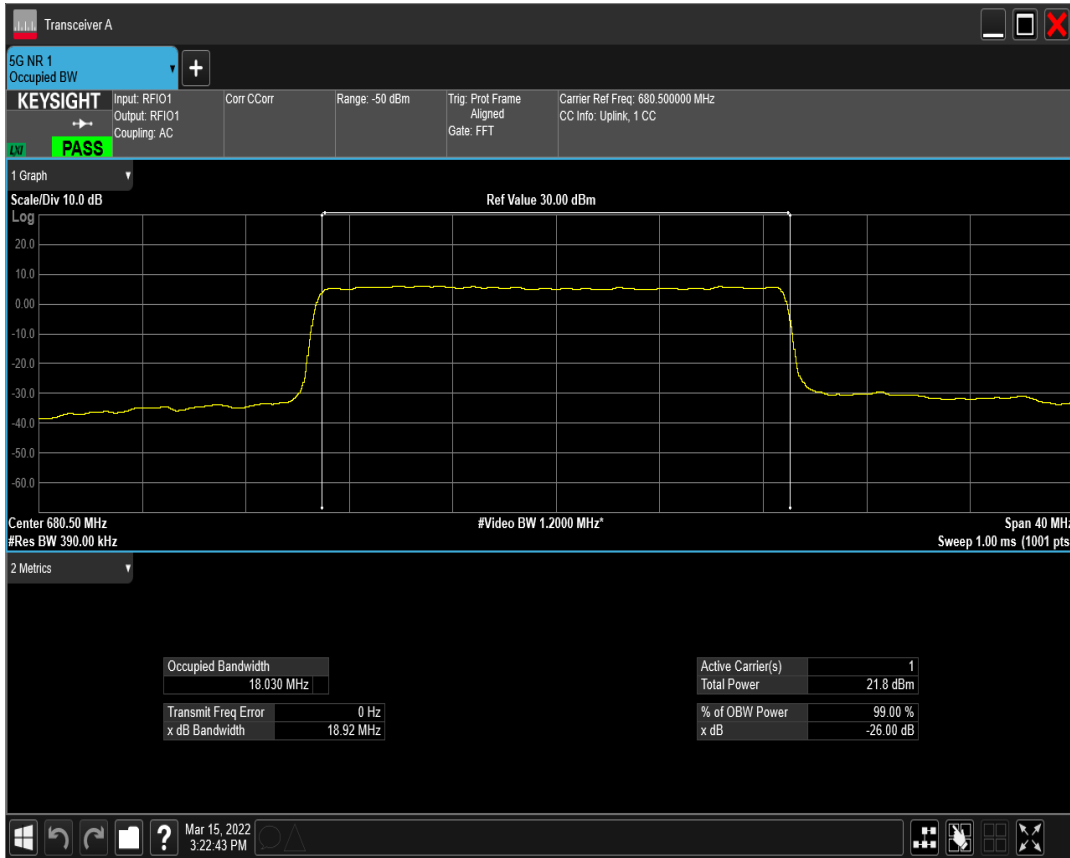 Transceiver A
5G NR 1
Occupied BW
+
KEYSIGHT
LXI
PASS
Input: RFIO1
Output: RFIO1
Coupling: AC
Corr CCorr
Range: -50 dBm
Trig: Prot Frame
Aligned
Gate: FFT
Carrier Ref Freq: 680.500000 MHz
CC Info: Uplink, 1 CC
1 Graph
Scale/Div 10.0 dB
Ref Value 30.00 dBm
Log
20.0
10.0
0.00
-10.0
-20.0
-30.0
-40.0
-50.0
-60.0
Center 680.50 MHz
#Video BW 1.2000 MHz*
Span 40 MHz
#Res BW 390.00 kHz
Sweep 1.00 ms (1001 pts
2 Metrics
Occupied Bandwidth
18.030 MHz
Transmit Freq Error 0 Hz
x dB Bandwidth 18.92 MHz
Active Carrier(s) 1
Total Power 21.8 dBm
% of OBW Power 99.00 %
x dB -26.00 dB
?
Mar 15, 2022
3:22:43 PM